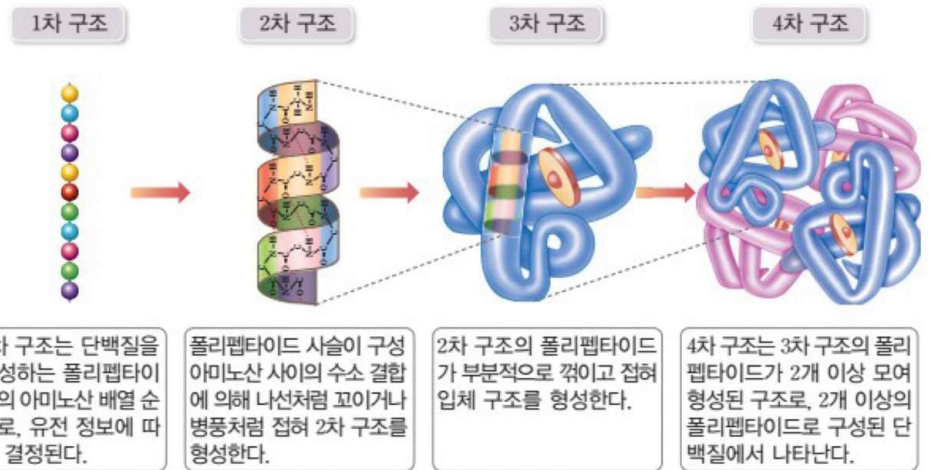 1차 구조
2차 구조
3차 구조
4차 구조
차 구조는 단백질을
성하는 폴리펩타이
의 아미노산 배열 순
로, 유전 정보에 따
결정된다.
폴리펩타이드 사슬이 구성
아미노산 사이의 수소 결합
에 의해 나선처럼 꼬이거나
병풍처럼 접혀 2차 구조를
형성한다.
2차 구조의 폴리펩타이드
가 부분적으로 꺾이고 접혀
입체 구조를 형성한다.
4차 구조는 3차 구조의 폴리
펩타이드가 2개 이상 모여
형성된 구조로, 2개 이상의
폴리펩타이드로 구성된 단
백질에서 나타난다.